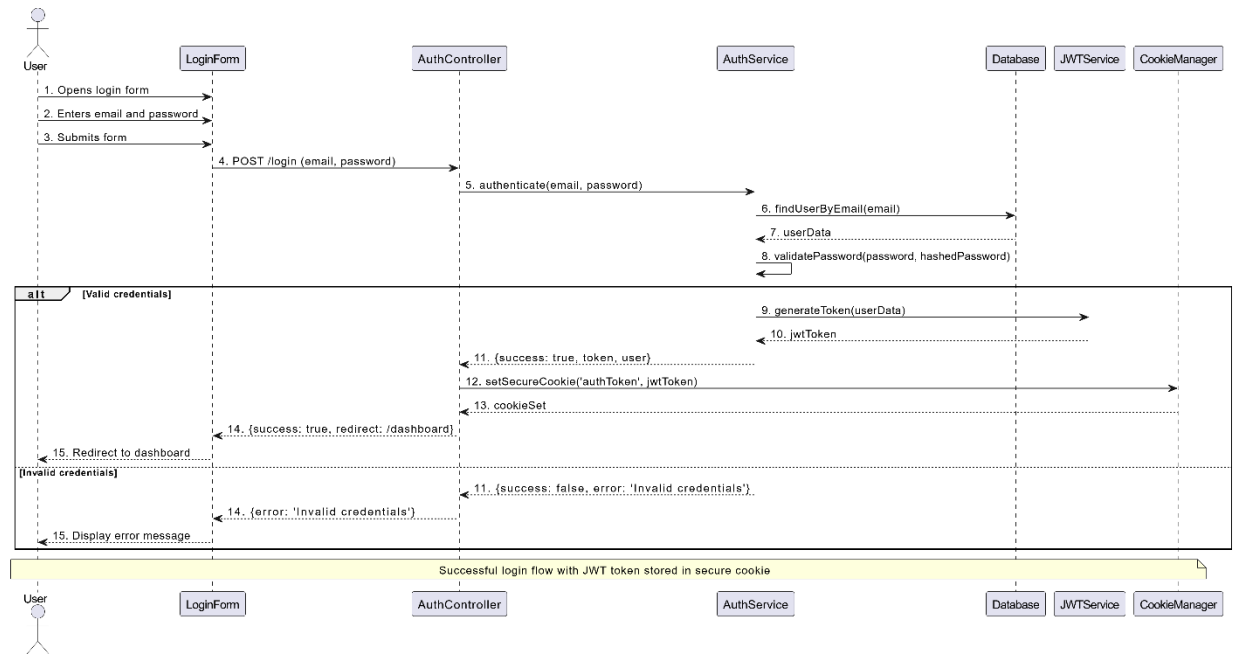 User
LoginForm
AuthController
AuthService
Database
JWTService
CookieManager
1. Opens login form
2. Enters email and password
3. Submits form
4. POST /login (email, password)
5. authenticate(email, password)
6. findUserByEmail(email)
7. userData
8. validatePassword(password, hashedPassword)
alt
[Valid credentials]
9. generateToken(userData)
10. jwtToken
11. {success: true, token, user}
12. setSecureCookie('authToken', jwtToken)
13. cookieSet
14. {success: true, redirect: /dashboard}
15. Redirect to dashboard
[Invalid credentials]
11. {success: false, error: 'Invalid credentials'}
14. {error: 'Invalid credentials'}
15. Display error message
Successful login flow with JWT token stored in secure cookie
User
LoginForm
AuthController
AuthService
Database
JWTService
CookieManager